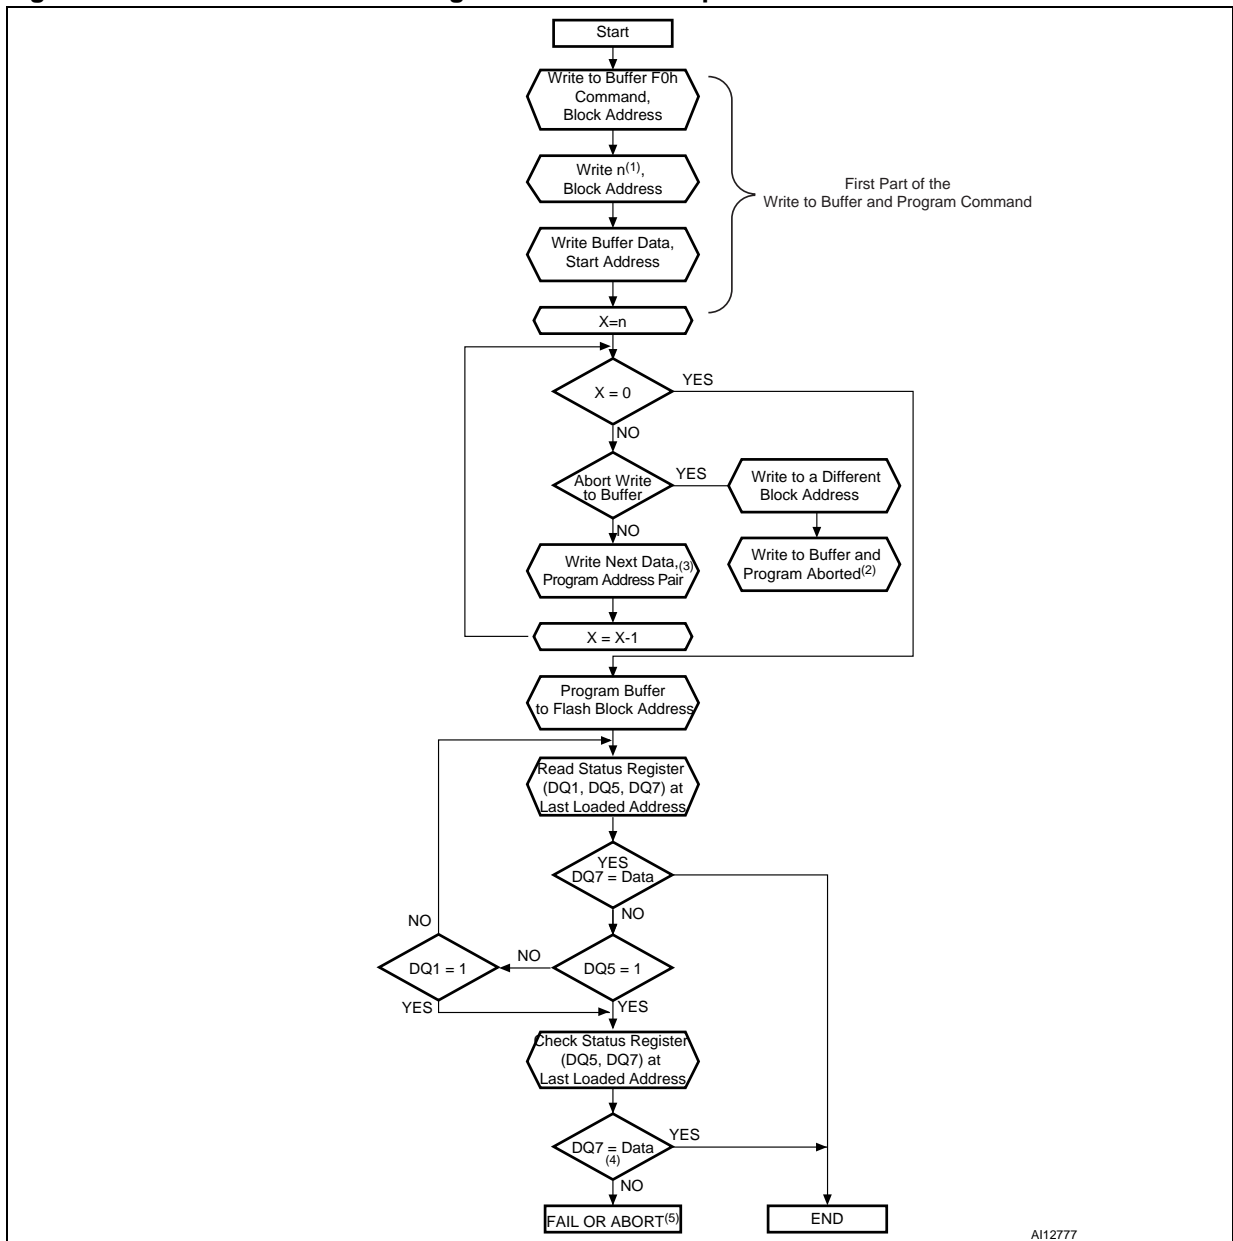 Start
Write to Buffer F0h
Command,
Block Address
Write n(1),
Block Address
First Part of the
Write to Buffer and Program Command
Write Buffer Data,
Start Address
X=n
X = 0
YES
NO
Abort Write
to Buffer
YES
Write to a Different
Block Address
NO
Write Next Data,(3)
Program Address Pair
Write to Buffer and
Program Aborted(2)
X = X-1
Program Buffer
to Flash Block Address
Read Status Register
(DQ1, DQ5, DQ7) at
Last Loaded Address
YES
DQ7 = Data
NO
NO
DQ1 = 1
NO
DQ5 = 1
YES
YES
Check Status Register
(DQ5, DQ7) at
Last Loaded Address
DQ7 = Data
(4)
YES
NO
FAIL OR ABORT(5)
END
AI12777